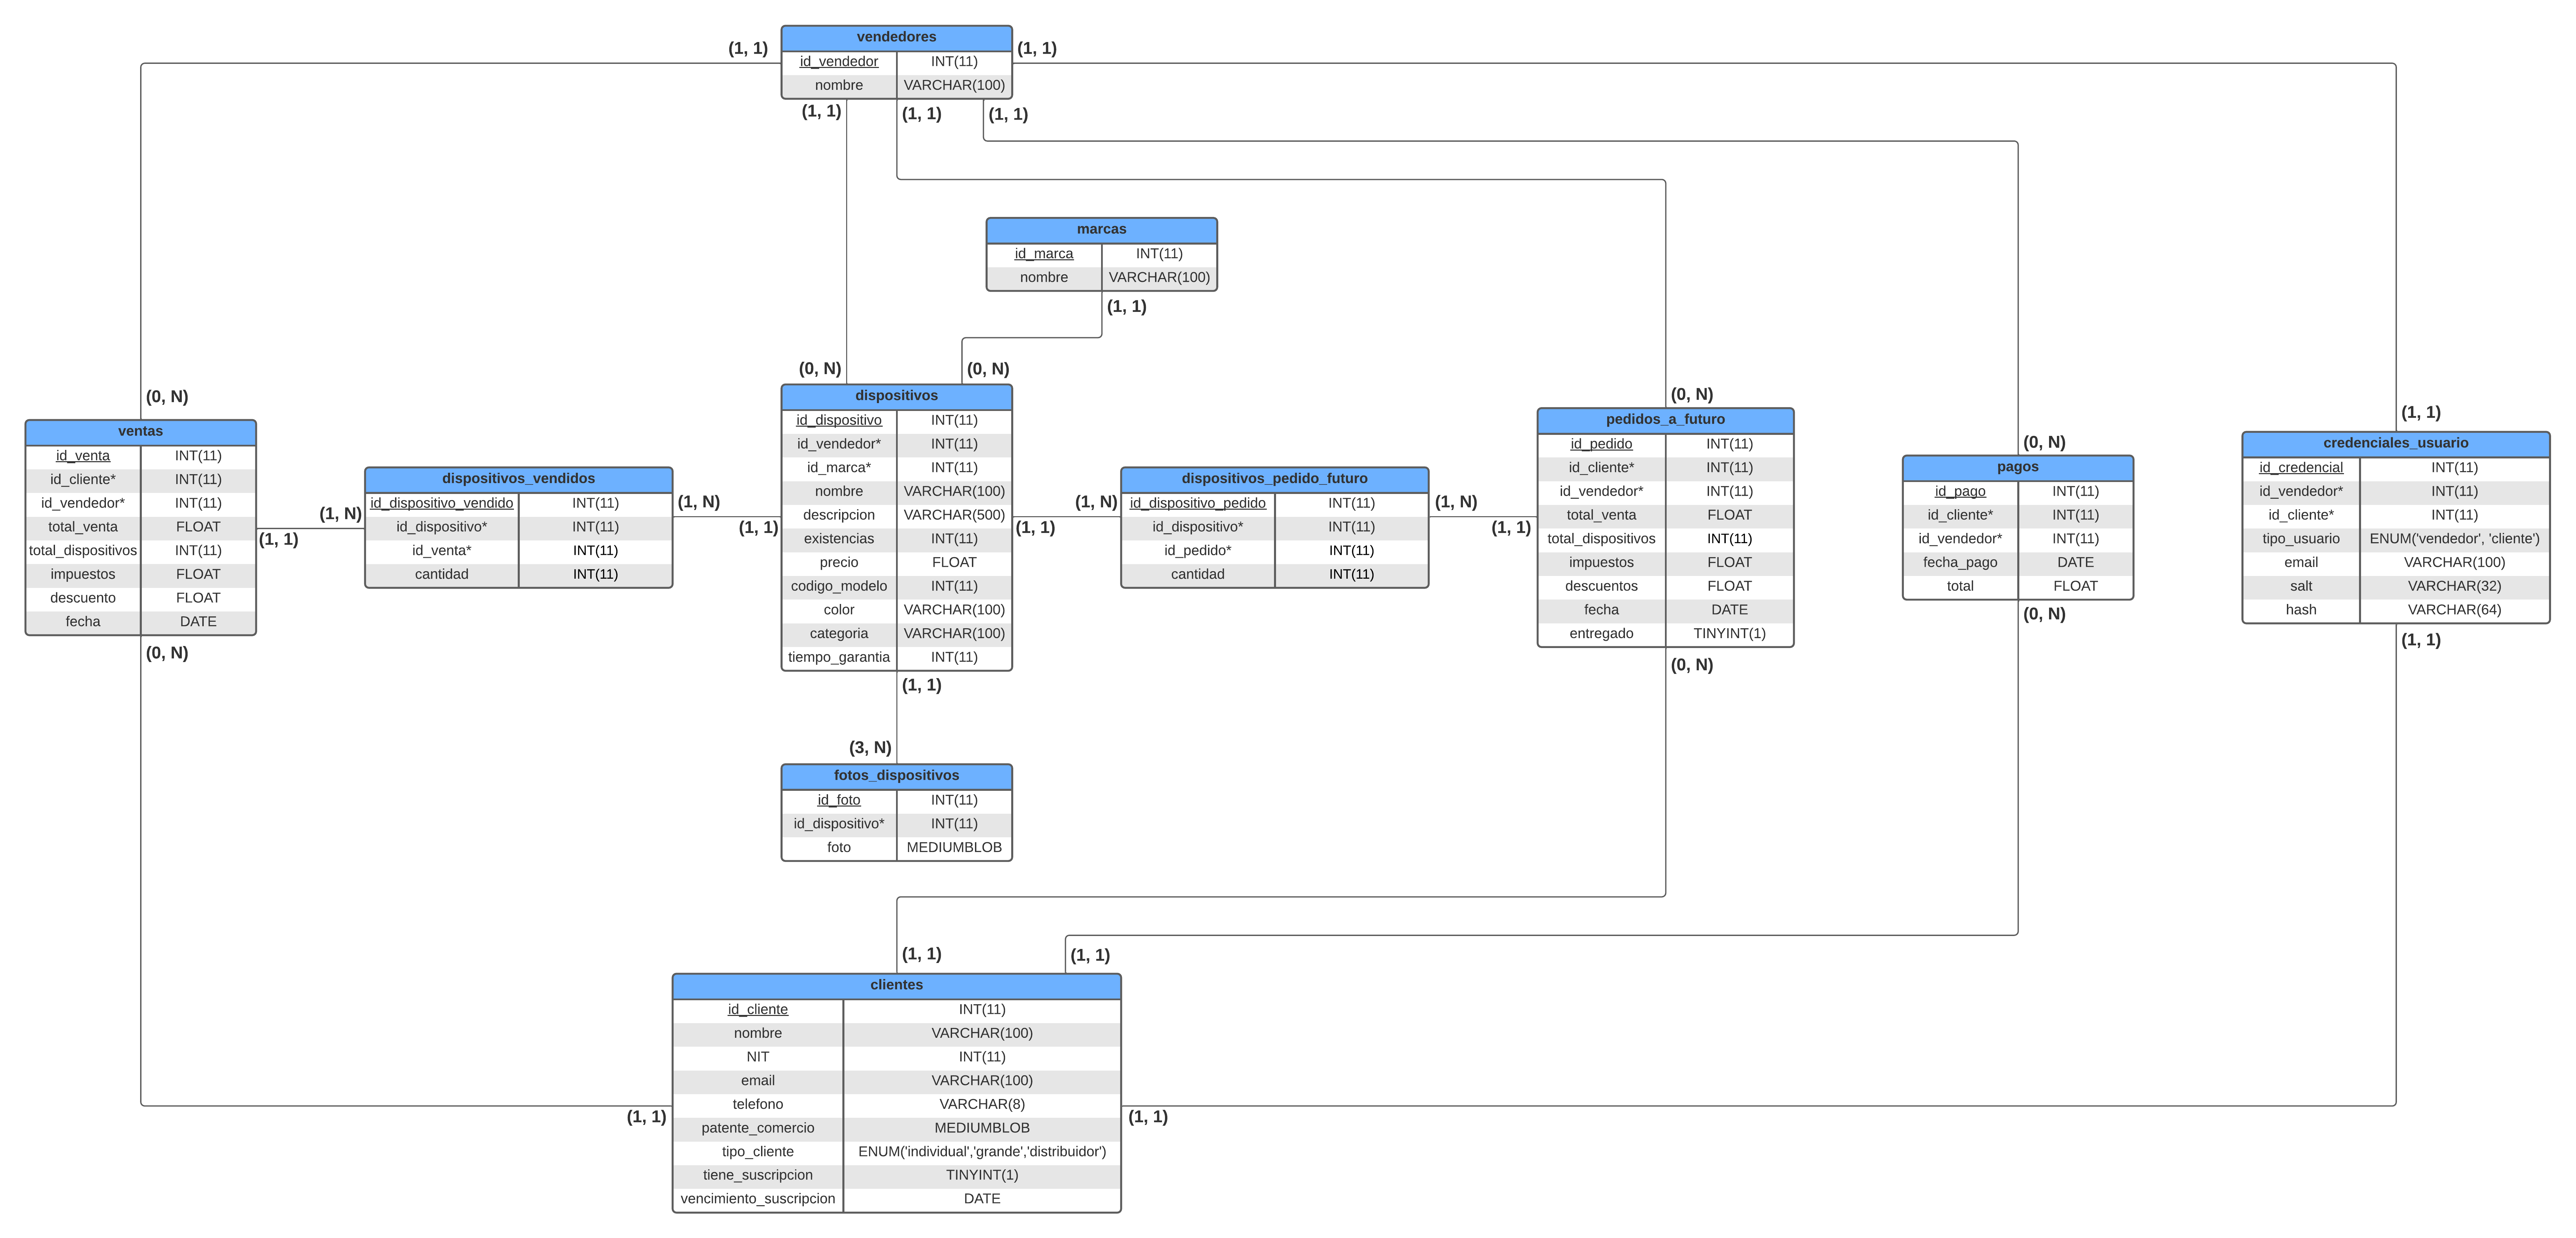 vendedores
(1, 1)
(1, 1)
id_vendedor INT(11)
nombre VARCHAR(100)
(1, 1)
(1, 1)
(1, 1)
marcas
id_marca INT(11)
nombre VARCHAR(100)
(1, 1)
(0, N)
(0, N)
(0, N)
(0, N)
(1, 1)
(0, N)
ventas
id_venta INT(11)
id_cliente* INT(11)
id_vendedor* INT(11)
total_venta FLOAT
total_dispositivos INT(11)
impuestos FLOAT
descuento FLOAT
fecha DATE
(0, N)
(1, N)
(1, 1)
dispositivos_vendidos
id_dispositivo_vendido INT(11)
id_dispositivo* INT(11)
id_venta* INT(11)
cantidad INT(11)
(1, N)
(1, 1)
dispositivos
id_dispositivo INT(11)
id_vendedor* INT(11)
id_marca* INT(11)
nombre VARCHAR(100)
descripcion VARCHAR(500)
existencias INT(11)
precio FLOAT
codigo_modelo INT(11)
color VARCHAR(100)
categoria VARCHAR(100)
tiempo_garantia INT(11)
(1, 1)
(1, N)
(1, 1)
dispositivos_pedido_futuro
id_dispositivo_pedido INT(11)
id_dispositivo* INT(11)
id_pedido* INT(11)
cantidad INT(11)
(1, N)
(1, 1)
pedidos_a_futuro
id_pedido INT(11)
id_cliente* INT(11)
id_vendedor* INT(11)
total_venta FLOAT
total_dispositivos INT(11)
impuestos FLOAT
descuentos FLOAT
fecha DATE
entregado TINYINT(1)
(0, N)
pagos
id_pago INT(11)
id_cliente* INT(11)
id_vendedor* INT(11)
fecha_pago DATE
total FLOAT
(0, N)
credenciales_usuario
id_credencial INT(11)
id_vendedor* INT(11)
id_cliente* INT(11)
tipo_usuario ENUM('vendedor', 'cliente')
email VARCHAR(100)
salt VARCHAR(32)
hash VARCHAR(64)
(1, 1)
(3, N)
fotos_dispositivos
id_foto INT(11)
id_dispositivo* INT(11)
foto MEDIUMBLOB
(1, 1)
(1, 1)
clientes
id_cliente INT(11)
nombre VARCHAR(100)
NIT INT(11)
email VARCHAR(100)
telefono VARCHAR(8)
patente_comercio MEDIUMBLOB
tipo_cliente ENUM('individual','grande','distribuidor')
tiene_suscripcion TINYINT(1)
vencimiento_suscripcion DATE
(1, 1)
(1, 1)